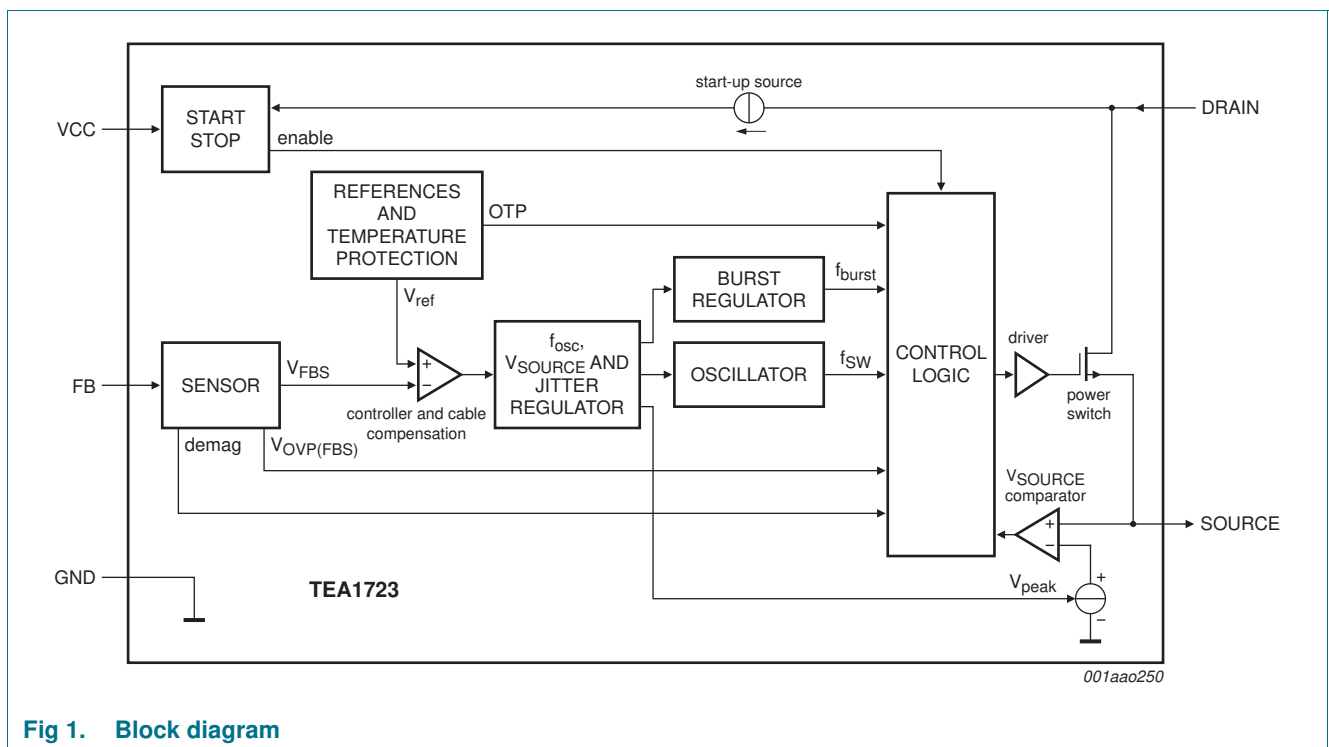 start-up source
DRAIN
VCC
START
STOP
enable
REFERENCES
AND
TEMPERATURE
PROTECTION
OTP
Vref
BURST
REGULATOR
fburst
fosc,
VSOURCE AND
JITTER
REGULATOR
OSCILLATOR
fSW
CONTROL
LOGIC
driver
power
switch
FB
SENSOR
VFBS
+
−
controller and cable
compensation
demag
VOVP(FBS)
VSOURCE
comparator
+
−
SOURCE
GND
TEA1723
Vpeak
+
−
001aao250
Fig 1. Block diagram